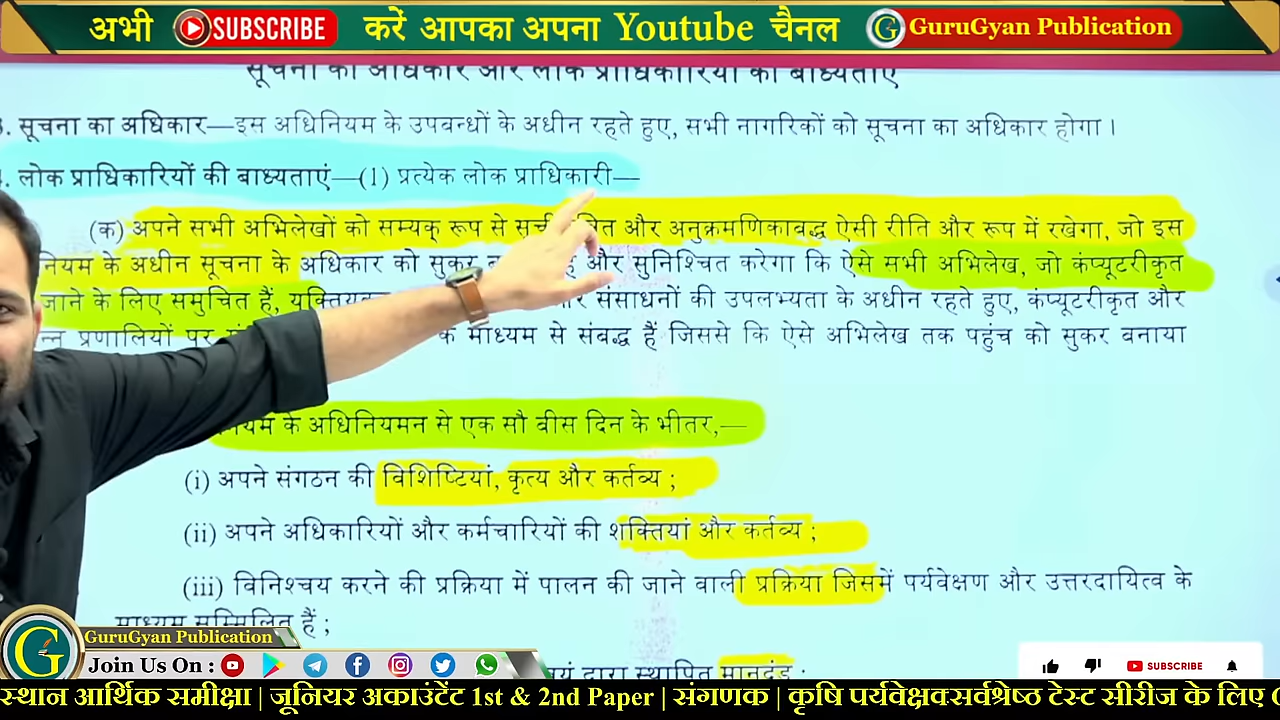 अभी SUBSCRIBE करें आपका अपना Youtube चैनल GuruGyan Publication
सूचना का अधिकार और लोक प्राधिकारियों की बाध्यताएं
. सूचना का अधिकार—इस अधिनियम के उपबन्धों के अधीन रहते हुए, सभी नागरिकों को सूचना का अधिकार होगा ।
. लोक प्राधिकारियों की बाध्यताएं—(1) प्रत्येक लोक प्राधिकारी—
(क) अपने सभी अभिलेखों को सम्यक् रूप से और अनुक्रमणिकाबद्ध ऐसी रीति और रूप में रखेगा, जो इस
नियम के अधीन सूचना के अधिकार को सुकर और सुनिश्चित करेगा कि ऐसे सभी अभिलेख, जो कंप्यूटरीकृत
जाने के लिए समुचित हैं, संसाधनों की उपलभ्यता के अधीन रहते हुए, कंप्यूटरीकृत और
प्रणालियों पर के माध्यम से संबद्ध हैं जिससे कि ऐसे अभिलेख तक पहुंच को सुकर बनाया
के अधिनियमन से एक सौ बीस दिन के भीतर,—
(i) अपने संगठन की विशिष्टियां, कृत्य और कर्तव्य ;
(ii) अपने अधिकारियों और कर्मचारियों की शक्तियां और कर्तव्य ;
(iii) विनिश्चय करने की प्रक्रिया में पालन की जाने वाली प्रक्रिया जिसमें पर्यवेक्षण और उत्तरदायित्व के
माध्यम सम्मिलित हैं ;
द्वारा स्थापित मानदंड ;
G GuruGyan Publication
Join Us On :
SUBSCRIBE
स्थान आर्थिक समीक्षा | जूनियर अकाउंटेंट 1st & 2nd Paper | संगणक | कृषि पर्यवेक्षक सर्वश्रेष्ठ टेस्ट सीरीज के लिए